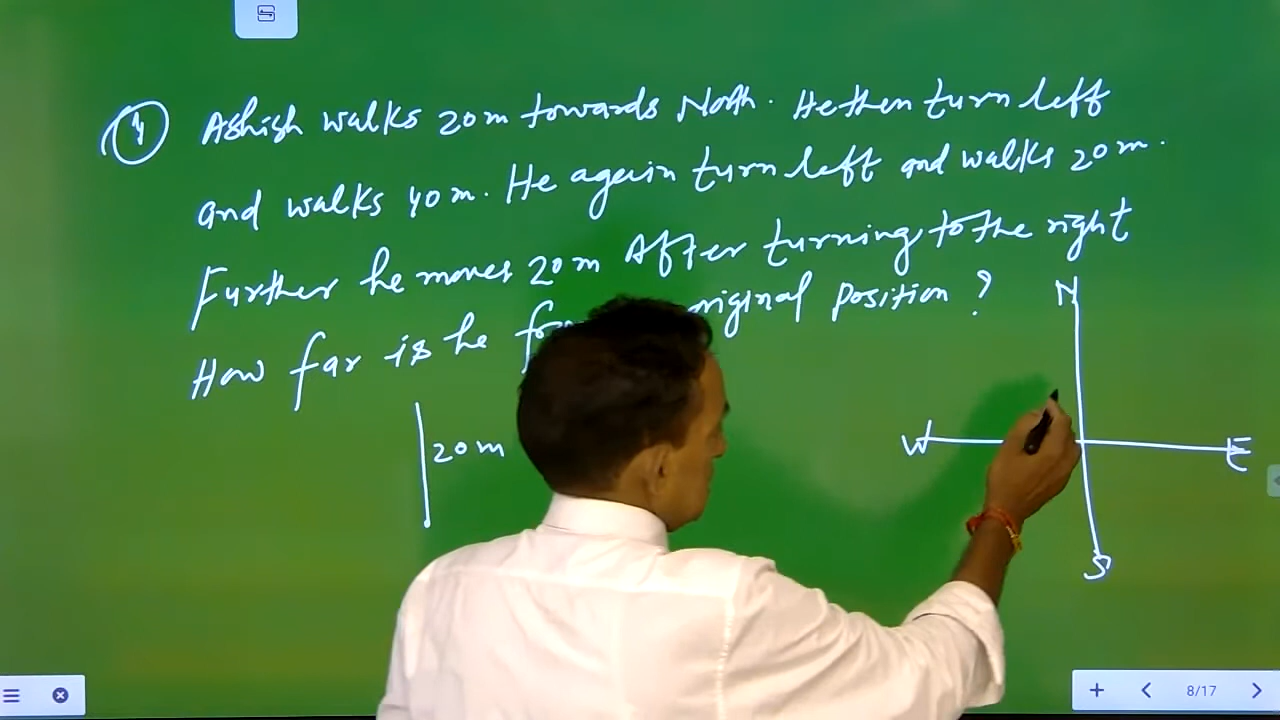 4 Ashish walks 20m towards North. He then turn left
and walks 40m. He again turn left and walks 20m.
Further he moves 20m After turning to the right
How far is he original position ?
N
20m
W E
S
8/17